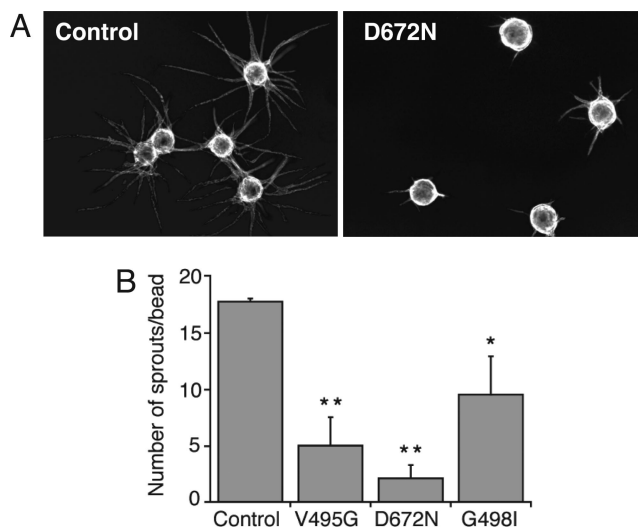 A
Control
D672N
B
Number of sprouts/bead
20
15
10
5
0
**
**
*
Control V495G D672N G498I